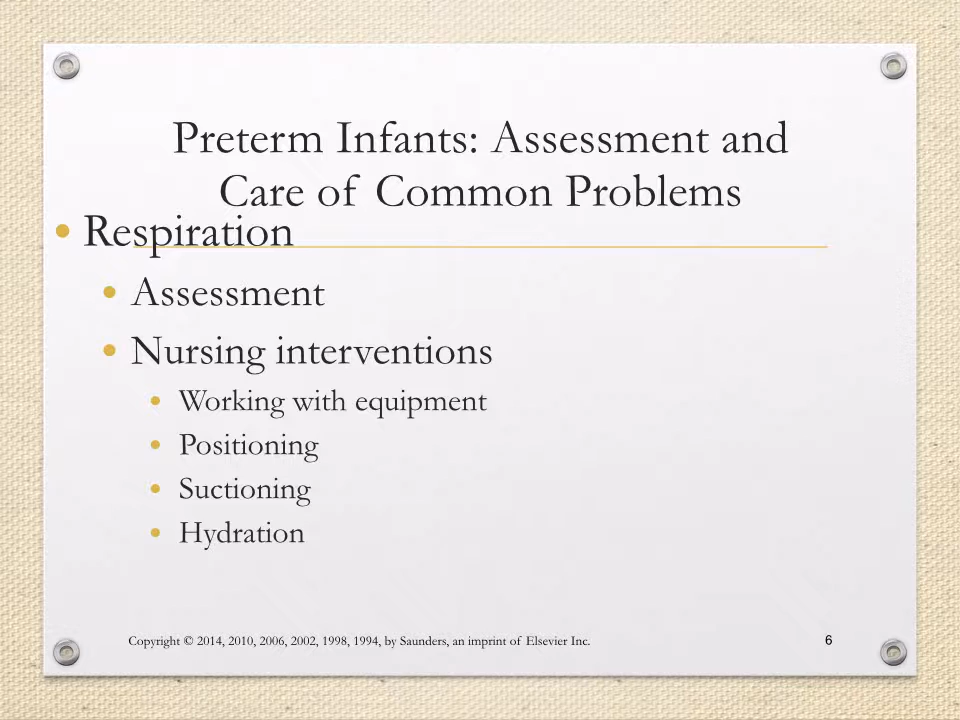 Preterm Infants: Assessment and
Care of Common Problems
• Respiration
• Assessment
• Nursing interventions
• Working with equipment
• Positioning
• Suctioning
• Hydration
Copyright © 2014, 2010, 2006, 2002, 1998, 1994, by Saunders, an imprint of Elsevier Inc.
6